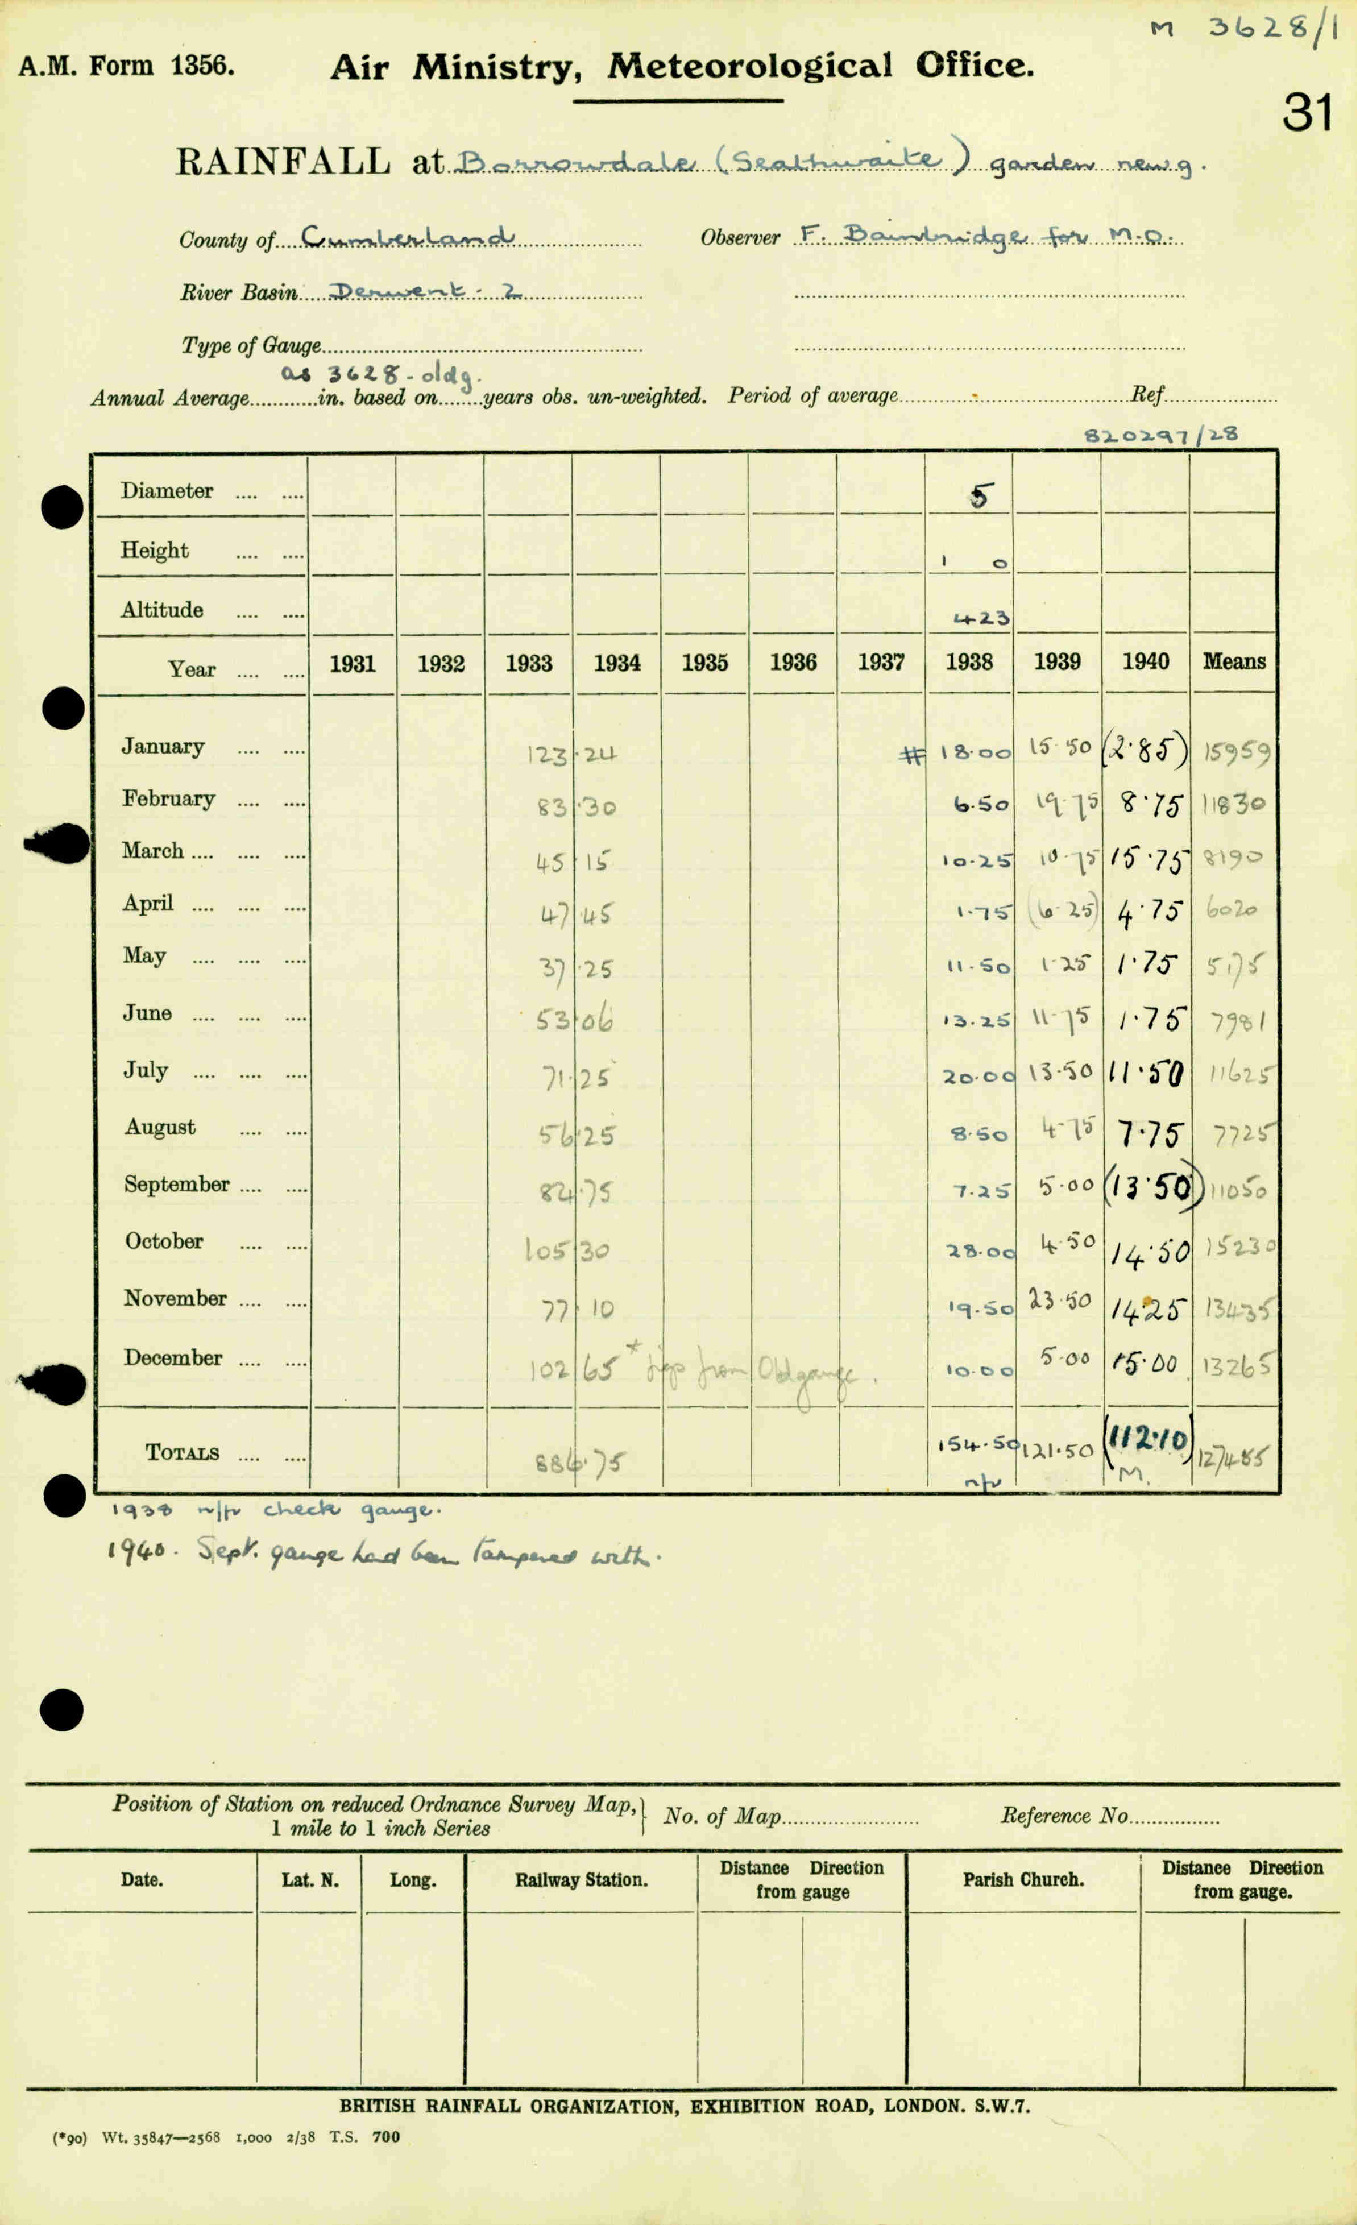 M 3628/1
A.M. Form 1356. Air Ministry, Meteorological Office.
31
RAINFALL at Borrowdale (Seathwaite) garden new g.
County of Cumberland Observer F. Bainbridge for M.O.
River Basin Derwent - 2
Type of Gauge
as 3628 - old g.
Annual Average in. based on years obs. un-weighted. Period of average Ref.
820297/28
Diameter 5
Height 1 0
Altitude 423
Year 1931 1932 1933 1934 1935 1936 1937 1938 1939 1940 Means
January 123.24 # 18.00 15.50 (2.85) 15959
February 83.30 6.50 19.75 8.75 11830
March 45.15 10.25 10.75 15.75 8190
April 47.45 1.75 (6.25) 4.75 6020
May 37.25 11.50 1.25 1.75 5175
June 53.06 13.25 11.75 1.75 7981
July 71.25 20.00 13.50 11.50 11625
August 56.25 8.50 4.75 7.75 7725
September 82.75 7.25 5.00 (13.50) 11050
October 105.30 28.00 4.50 14.50 15230
November 77.10 19.50 23.50 14.25 13435
December 102.65 * figs from Old gauge. 10.00 5.00 15.00 13265
TOTALS 886.75 154.50 121.50 (112.10) 127485
n/r M.
1938 n/r check gauge.
1940. Sept. gauge had been tampered with.
Position of Station on reduced Ordnance Survey Map, } No. of Map Reference No.
1 mile to 1 inch Series
Date. Lat. N. Long. Railway Station. Distance Direction from gauge Parish Church. Distance Direction from gauge.
BRITISH RAINFALL ORGANIZATION, EXHIBITION ROAD, LONDON. S.W.7.
(*90) Wt. 35847—2568 1,000 2/38 T.S. 700